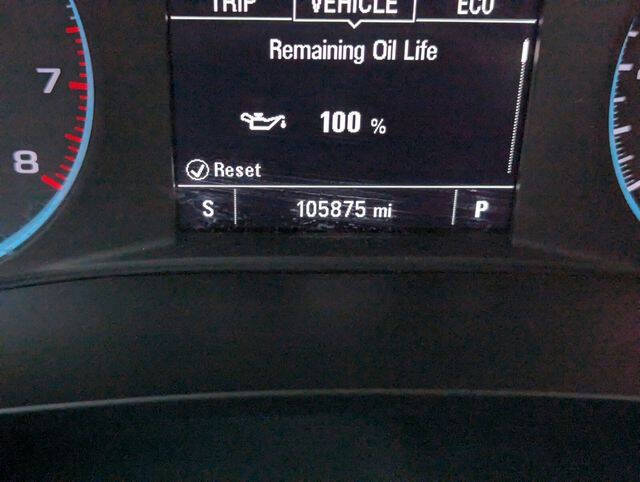 TRIP VEHICLE ECO
Remaining Oil Life
7
100 %
8
Reset
S 105875 mi P